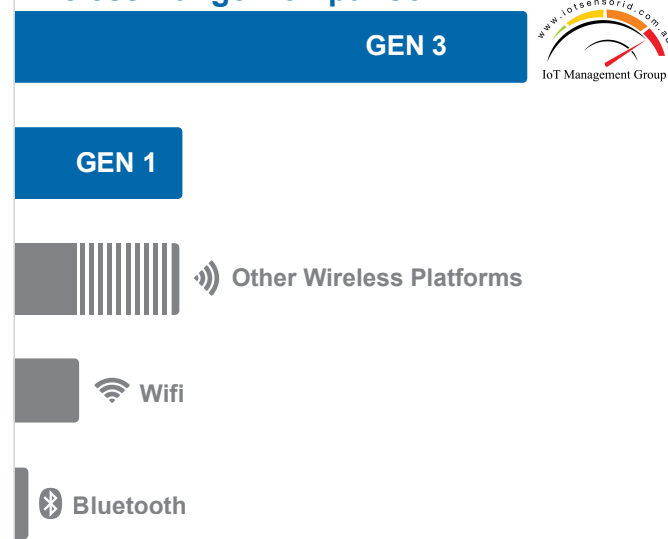 GEN 3
www.iotsensorid.com.au
IoT Management Group
GEN 1
Other Wireless Platforms
Wifi
Bluetooth